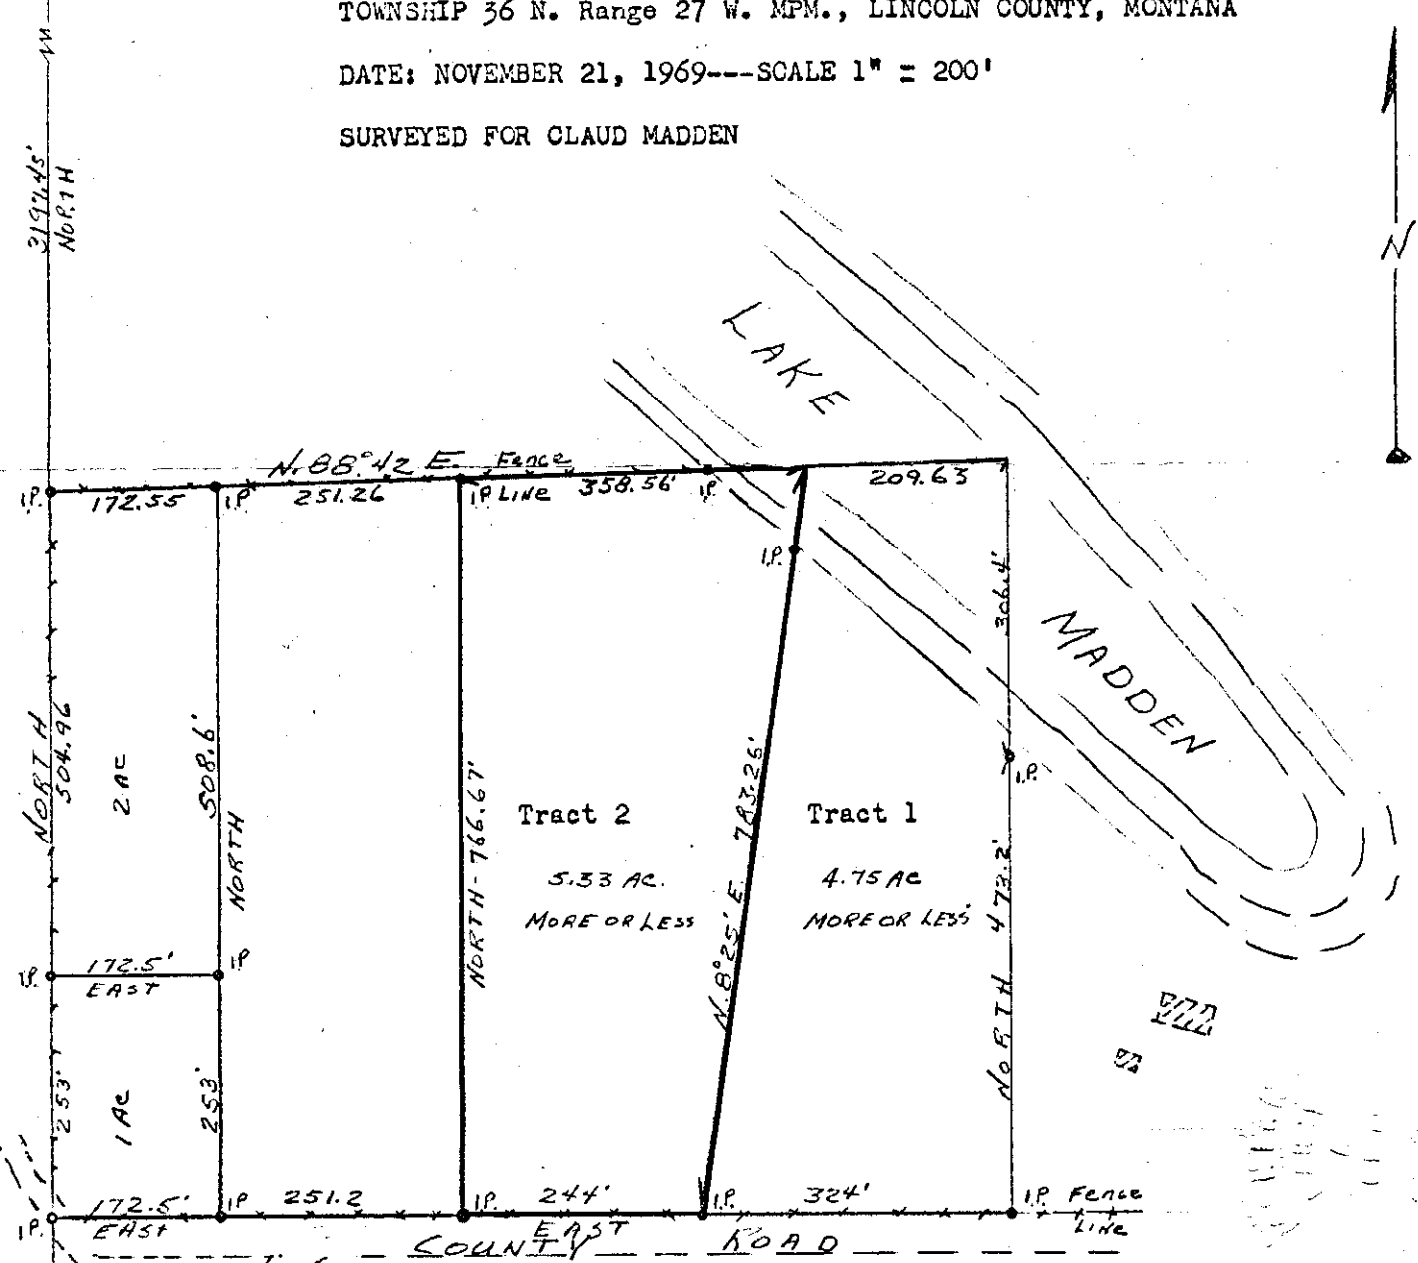 TOWNSHIP 36 N. Range 27 W. MPM., LINCOLN COUNTY, MONTANA
DATE: NOVEMBER 21, 1969---SCALE 1" = 200'
SURVEYED FOR CLAUD MADDEN
3197.45'
NORTH
N
LAKE
MADDEN
N. 88°42 E. Fence
I.P. 172.55 I.P. 251.26 I.P. LINE 358.56' I.P. 209.63
I.P.
306.4'
I.P.
NORTH
504.96
2 AC
508.6'
NORTH
NORTH - 766.67'
Tract 2
5.33 AC.
MORE OR LESS
N. 8°25' E. 783.26'
Tract 1
4.75 AC
MORE OR LESS
NORTH 473.2'
I.P. 172.5' I.P.
EAST
253'
1 AC
253'
I.P. 172.5' I.P. 251.2 I.P. 244' I.P. 324' I.P. Fence
EAST EAST LINE
COUNTY ROAD